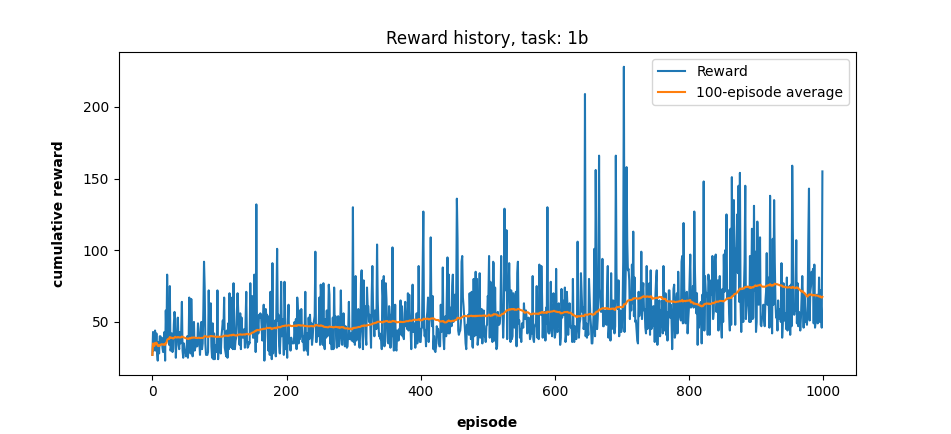 Reward history, task: 1b
Reward
100-episode average
cumulative reward
200
150
100
50
0
200
400
600
800
1000
episode